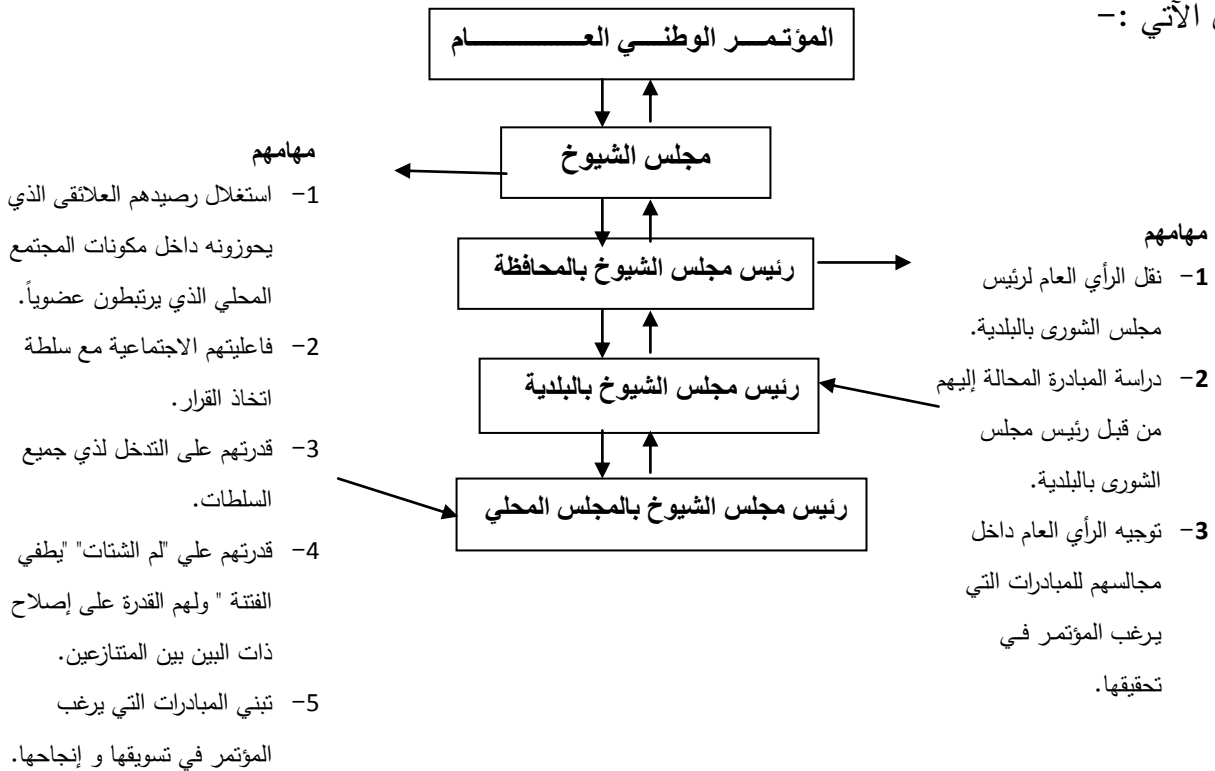 الآتي :-
المؤتمر الوطني العام
مجلس الشيوخ
رئيس مجلس الشيوخ بالمحافظة
رئيس مجلس الشيوخ بالبلدية
رئيس مجلس الشيوخ بالمجلس المحلي
مهامهم
1- نقل الرأي العام لرئيس
مجلس الشورى بالبلدية.
2- دراسة المبادرة المحالة إليهم
من قبل رئيس مجلس
الشورى بالبلدية.
3- توجيه الرأي العام داخل
مجالسهم للمبادرات التي
يرغب المؤتمر في
تحقيقها.
مهامهم
1- استغلال رصيدهم العلائقى الذي
يحوزونه داخل مكونات المجتمع
المحلي الذي يرتبطون عضوياً.
2- فاعليتهم الاجتماعية مع سلطة
اتخاذ القرار.
3- قدرتهم على التدخل لذي جميع
السلطات.
4- قدرتهم علي "لم الشتات" "يطفي
الفتنة " ولهم القدرة على إصلاح
ذات البين بين المتنازعين.
5- تبني المبادرات التي يرغب
المؤتمر في تسويقها و إنجاحها.